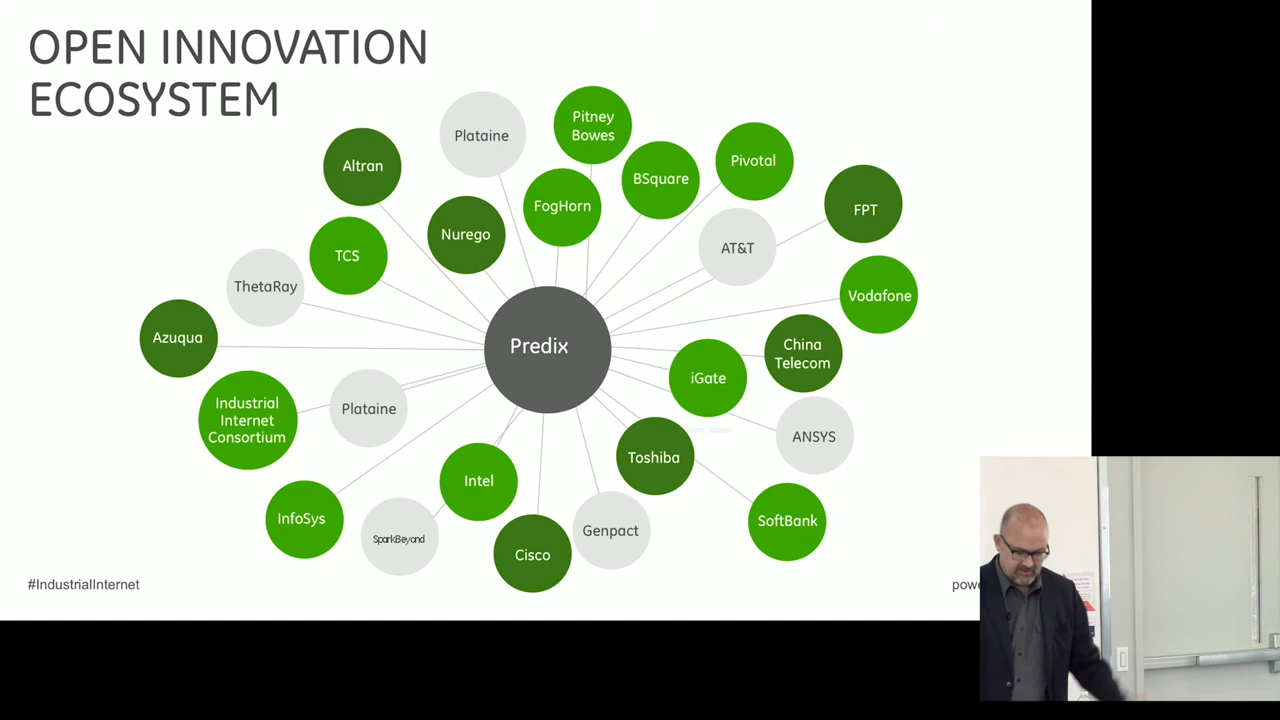 OPEN INNOVATION
ECOSYSTEM
Plataine
Pitney
Bowes
Altran
Pivotal
BSquare
FogHorn
FPT
Nurego
AT&T
TCS
ThetaRay
Vodafone
Azuqua
Predix
China
Telecom
iGate
Industrial
Internet
Consortium
Plataine
ANSYS
Toshiba
Intel
InfoSys
SoftBank
SparkBeyond
Genpact
Cisco
#IndustrialInternet